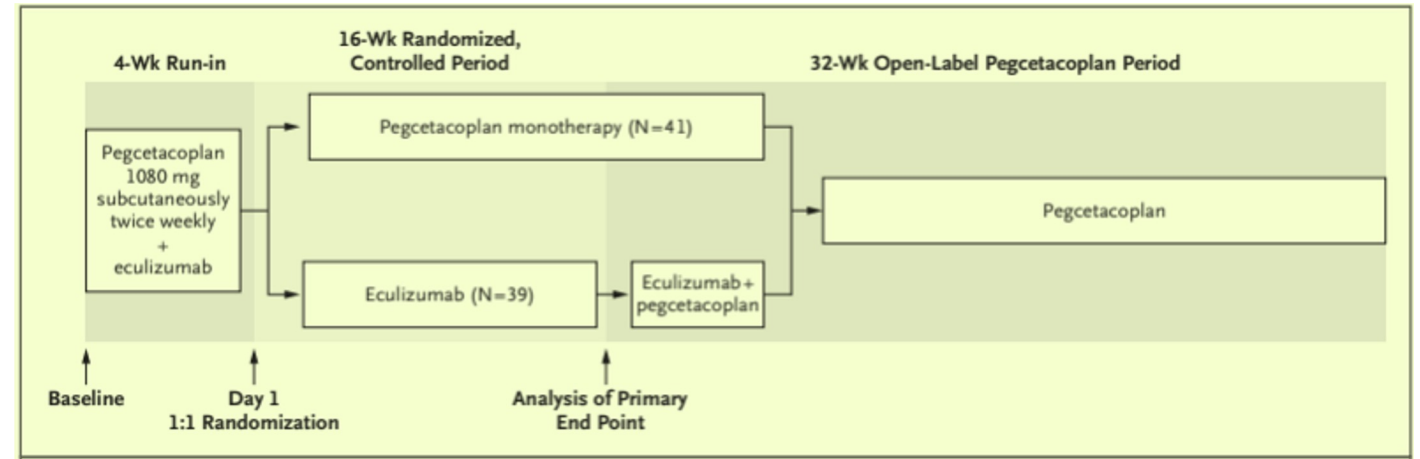 4-Wk Run-in
16-Wk Randomized,
Controlled Period
32-Wk Open-Label Pegcetacoplan Period
Pegcetacoplan
1080 mg
subcutaneously
twice weekly
+
eculizumab
Pegcetacoplan monotherapy (N=41)
Eculizumab (N=39)
Eculizumab+
pegcetacoplan
Pegcetacoplan
Baseline
Day 1
1:1 Randomization
Analysis of Primary
End Point